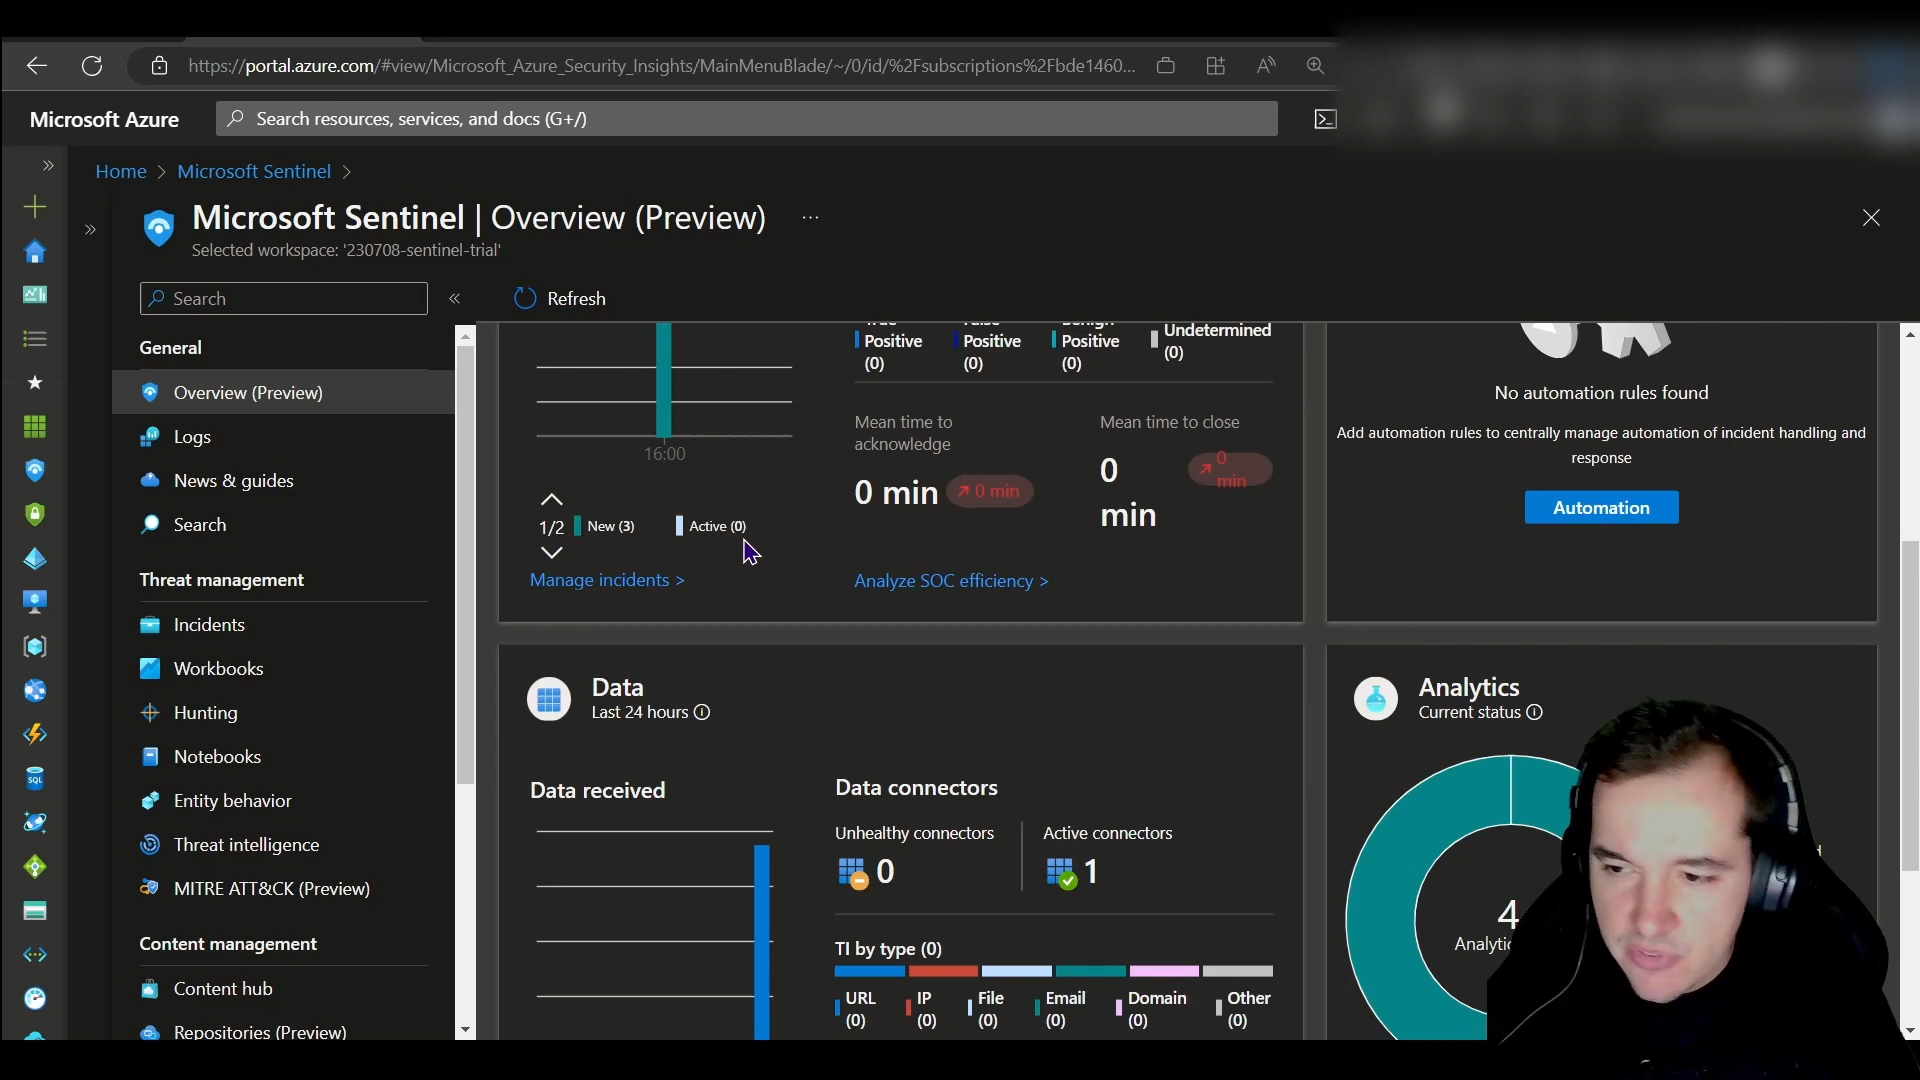 https://portal.azure.com/#view/Microsoft_Azure_Security_Insights/MainMenuBlade/~/0/id/%2Fsubscriptions%2Fbde1460...
Microsoft Azure
Search resources, services, and docs (G+/)
Home > Microsoft Sentinel >
Microsoft Sentinel | Overview (Preview) ...
Selected workspace: '230708-sentinel-trial'
Search
Refresh
General
Overview (Preview)
Logs
News & guides
Search
Threat management
Incidents
Workbooks
Hunting
Notebooks
Entity behavior
Threat intelligence
MITRE ATT&CK (Preview)
Content management
Content hub
Repositories (Preview)
16:00
1/2
New (3)
Active (0)
Manage incidents >
Positive
(0)
Positive
(0)
Positive
(0)
Undetermined
(0)
Mean time to
acknowledge
0 min
0 min
Mean time to close
0
min
0
min
Analyze SOC efficiency >
No automation rules found
Add automation rules to centrally manage automation of incident handling and
response
Automation
Data
Last 24 hours
Data received
Data connectors
Unhealthy connectors
0
Active connectors
1
TI by type (0)
URL
(0)
IP
(0)
File
(0)
Email
(0)
Domain
(0)
Other
(0)
Analytics
Current status
4
SQL